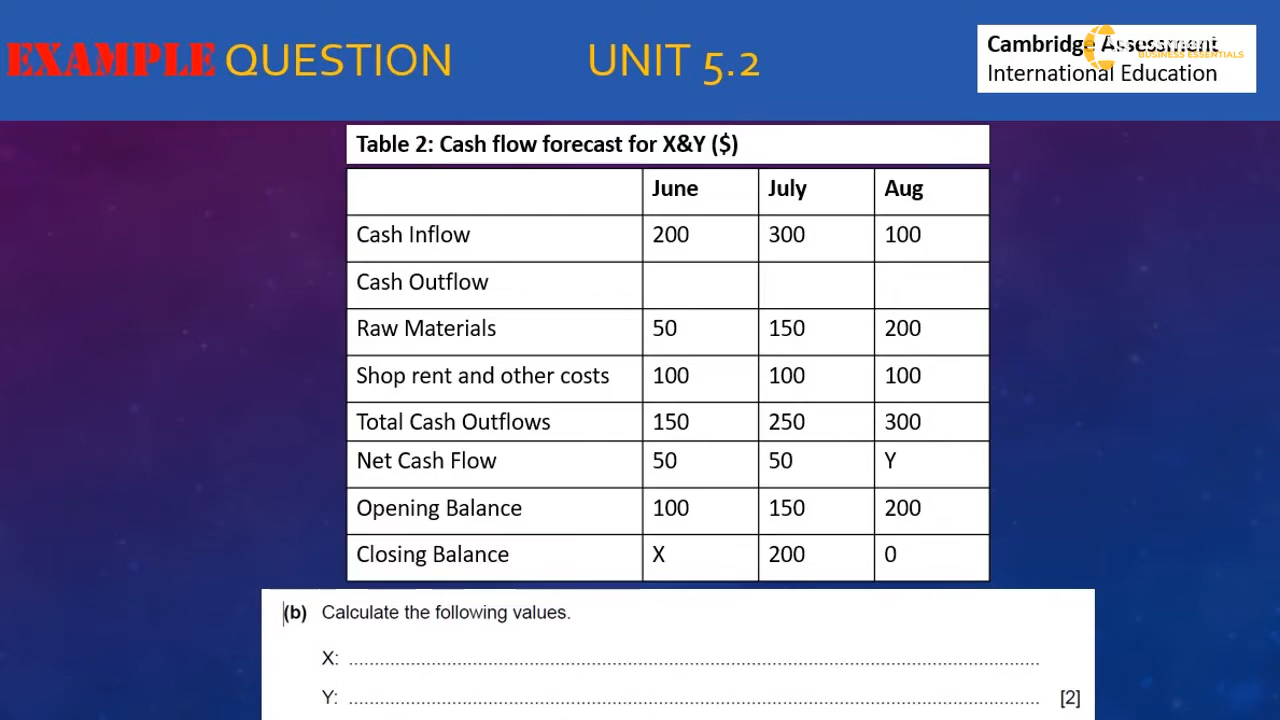 EXAMPLE QUESTION UNIT 5.2
Cambridge Assessment
BUSINESS ESSENTIALS
International Education
Table 2: Cash flow forecast for X&Y ($)
June July Aug
Cash Inflow 200 300 100
Cash Outflow
Raw Materials 50 150 200
Shop rent and other costs 100 100 100
Total Cash Outflows 150 250 300
Net Cash Flow 50 50 Y
Opening Balance 100 150 200
Closing Balance X 200 0
(b) Calculate the following values.
X: ....................................................................................................
Y: .................................................................................................... [2]